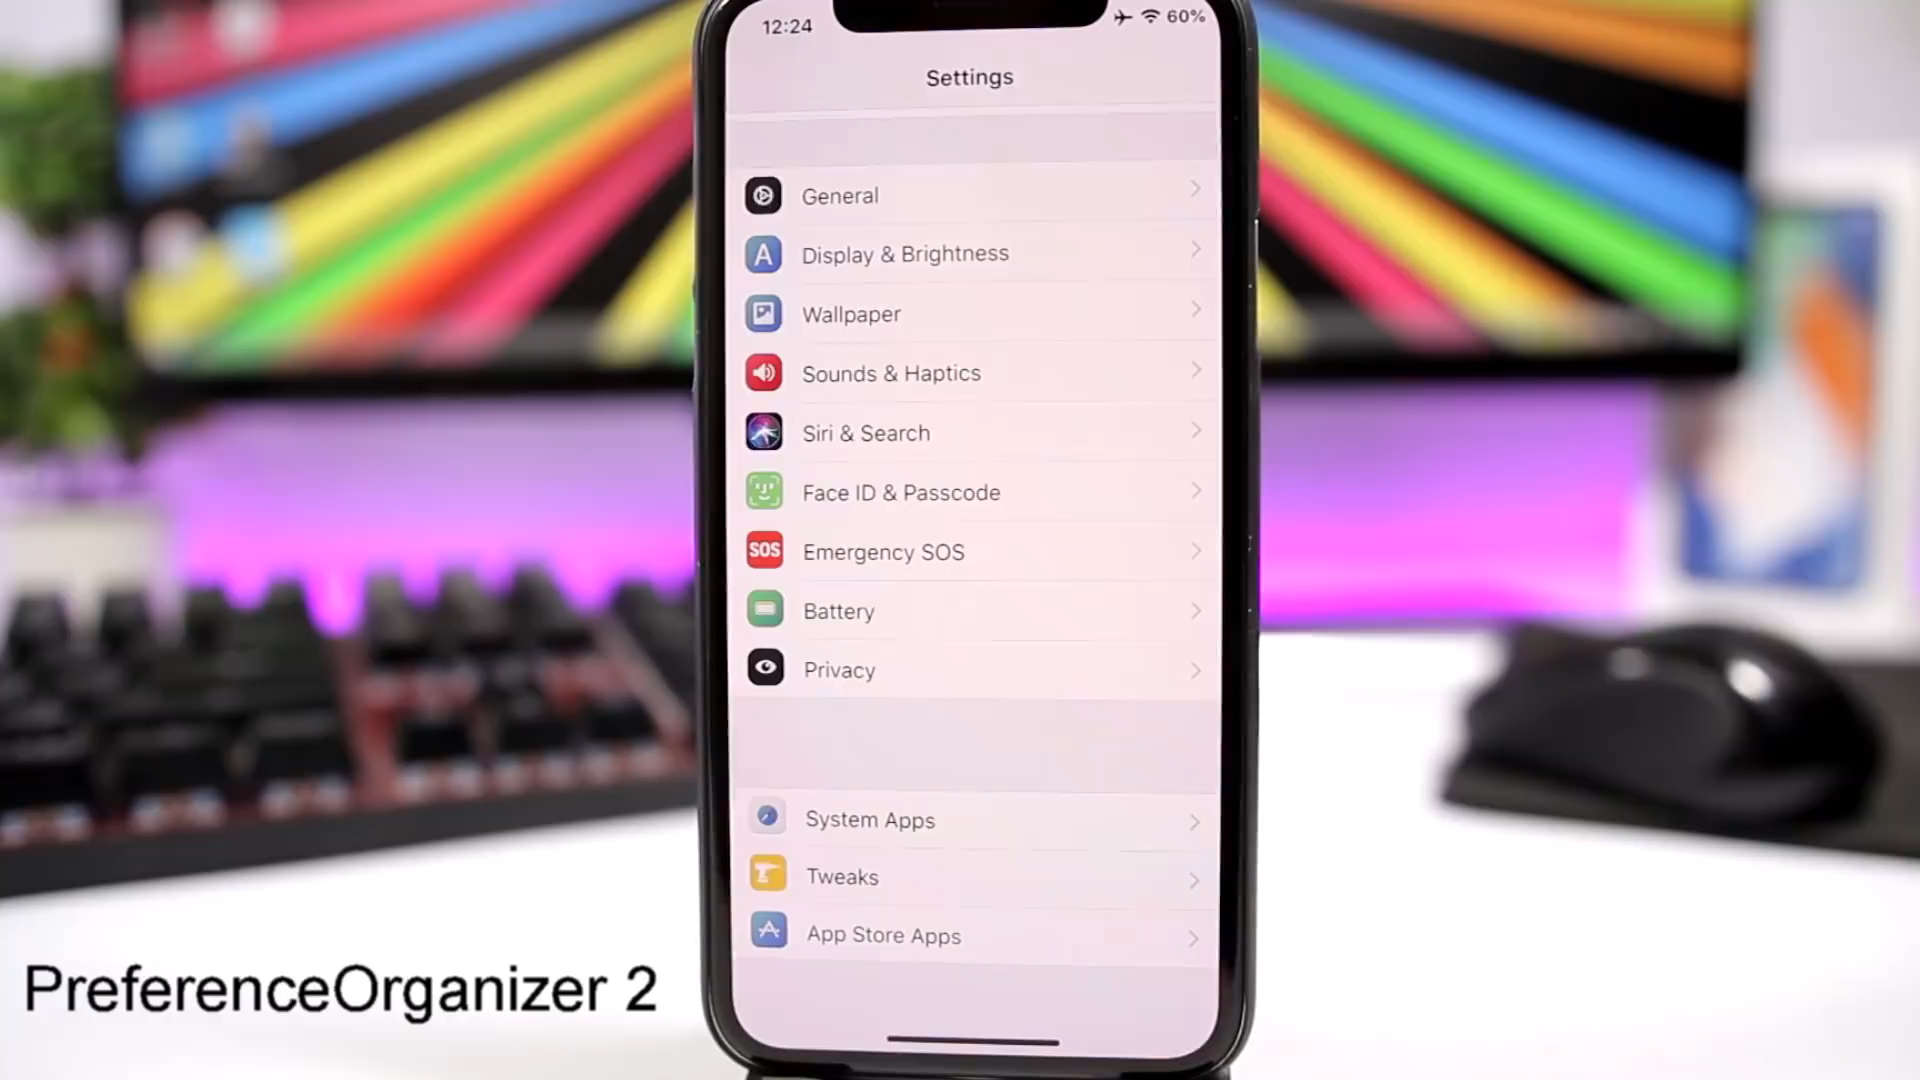 12:24
60%
Settings
General
A
Display & Brightness
Wallpaper
Sounds & Haptics
Siri & Search
Face ID & Passcode
SOS
Emergency SOS
Battery
Privacy
System Apps
Tweaks
App Store Apps
PreferenceOrganizer 2